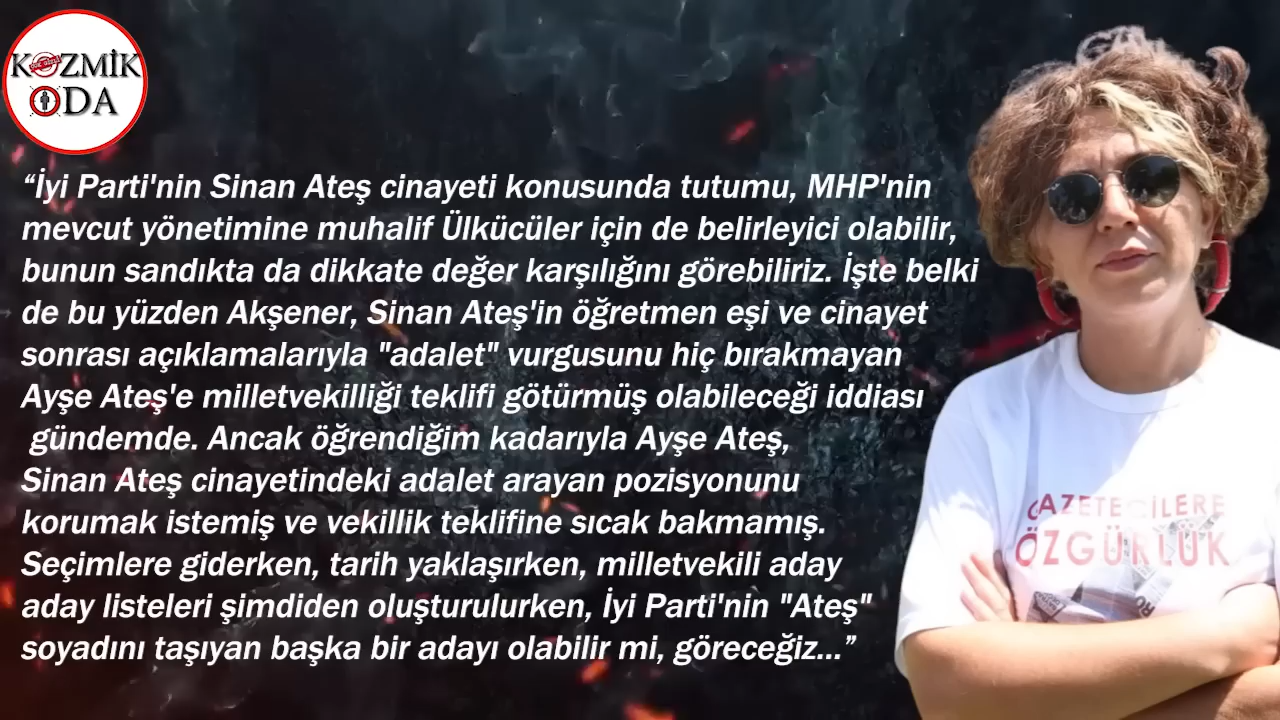 KOZMİK
ODA
“İyi Parti'nin Sinan Ateş cinayeti konusunda tutumu, MHP'nin
mevcut yönetimine muhalif Ülkücüler için de belirleyici olabilir,
bunun sandıkta da dikkate değer karşılığını görebiliriz. İşte belki
de bu yüzden Akşener, Sinan Ateş'in öğretmen eşi ve cinayet
sonrası açıklamalarıyla "adalet" vurgusunu hiç bırakmayan
Ayşe Ateş'e milletvekilliği teklifi götürmüş olabileceği iddiası
gündemde. Ancak öğrendiğim kadarıyla Ayşe Ateş,
Sinan Ateş cinayetindeki adalet arayan pozisyonunu
korumak istemiş ve vekillik teklifine sıcak bakmamış.
Seçimlere giderken, tarih yaklaşırken, milletvekili aday
aday listeleri şimdiden oluşturulurken, İyi Parti'nin "Ateş"
soyadını taşıyan başka bir adayı olabilir mi, göreceğiz...”
GAZETECİLERE
ÖZGÜRLÜK